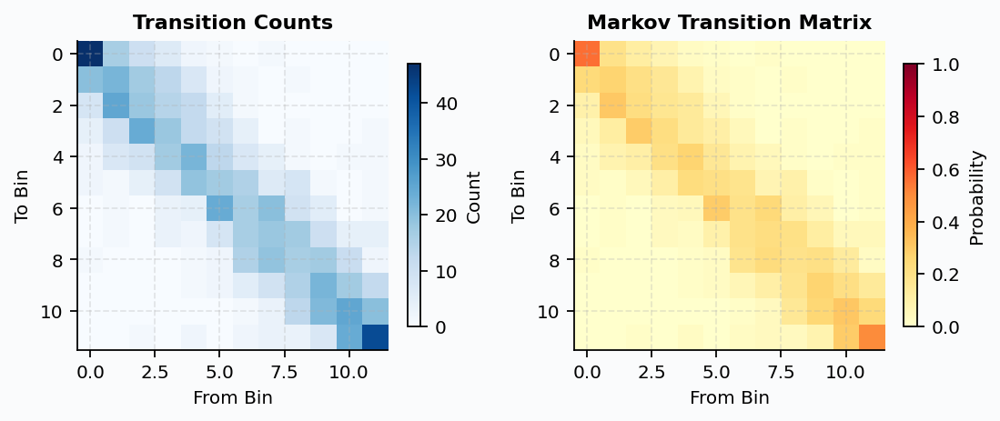 Transition Counts
0
2
4
6
8
10
To Bin
0.0 2.5 5.0 7.5 10.0
From Bin
40
30
20
10
0
Count
Markov Transition Matrix
0
2
4
6
8
10
To Bin
0.0 2.5 5.0 7.5 10.0
From Bin
1.0
0.8
0.6
0.4
0.2
0.0
Probability